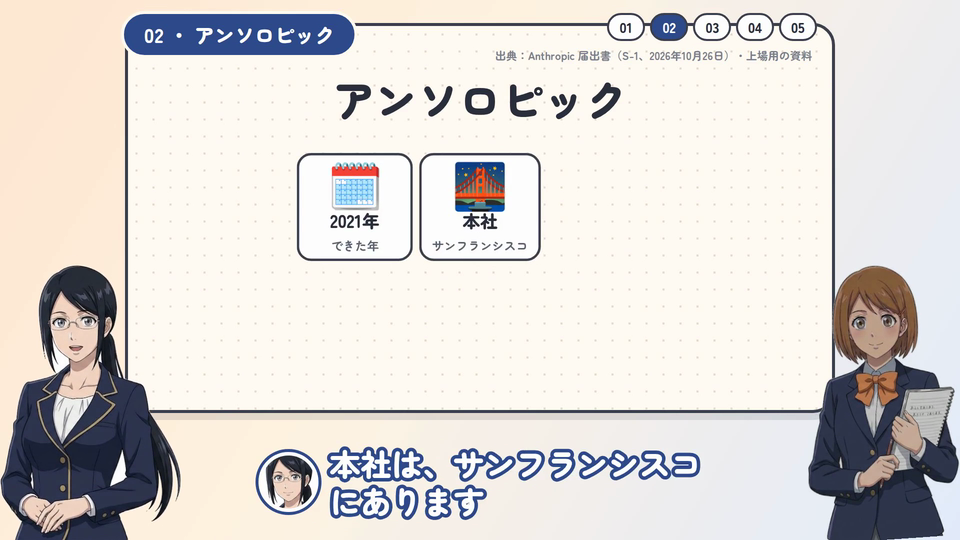 02 ・ アンソロピック
01 02 03 04 05
出典：Anthropic 届出書（S-1、2026年10月26日）・上場用の資料
アンソロピック
2021年
できた年
本社
サンフランシスコ
本社は、サンフランシスコ
にあります